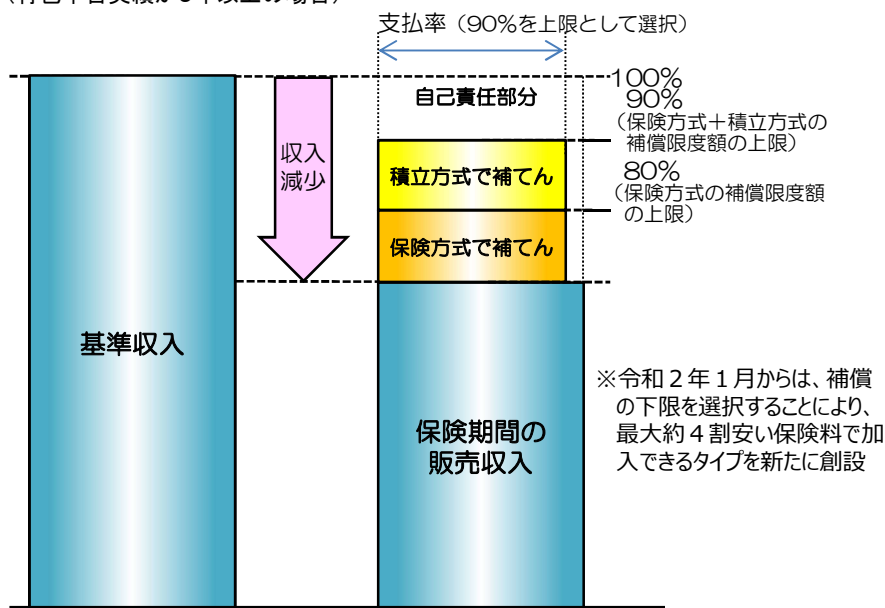 支払率（90％を上限として選択）
100％
自己責任部分
90％
（保険方式＋積立方式の
補償限度額の上限）
収入
減少
積立方式で補てん
80％
（保険方式の補償限度額
の上限）
保険方式で補てん
基準収入
保険期間の
販売収入
※令和２年１月からは、補償
の下限を選択することにより、
最大約４割安い保険料で加
入できるタイプを新たに創設